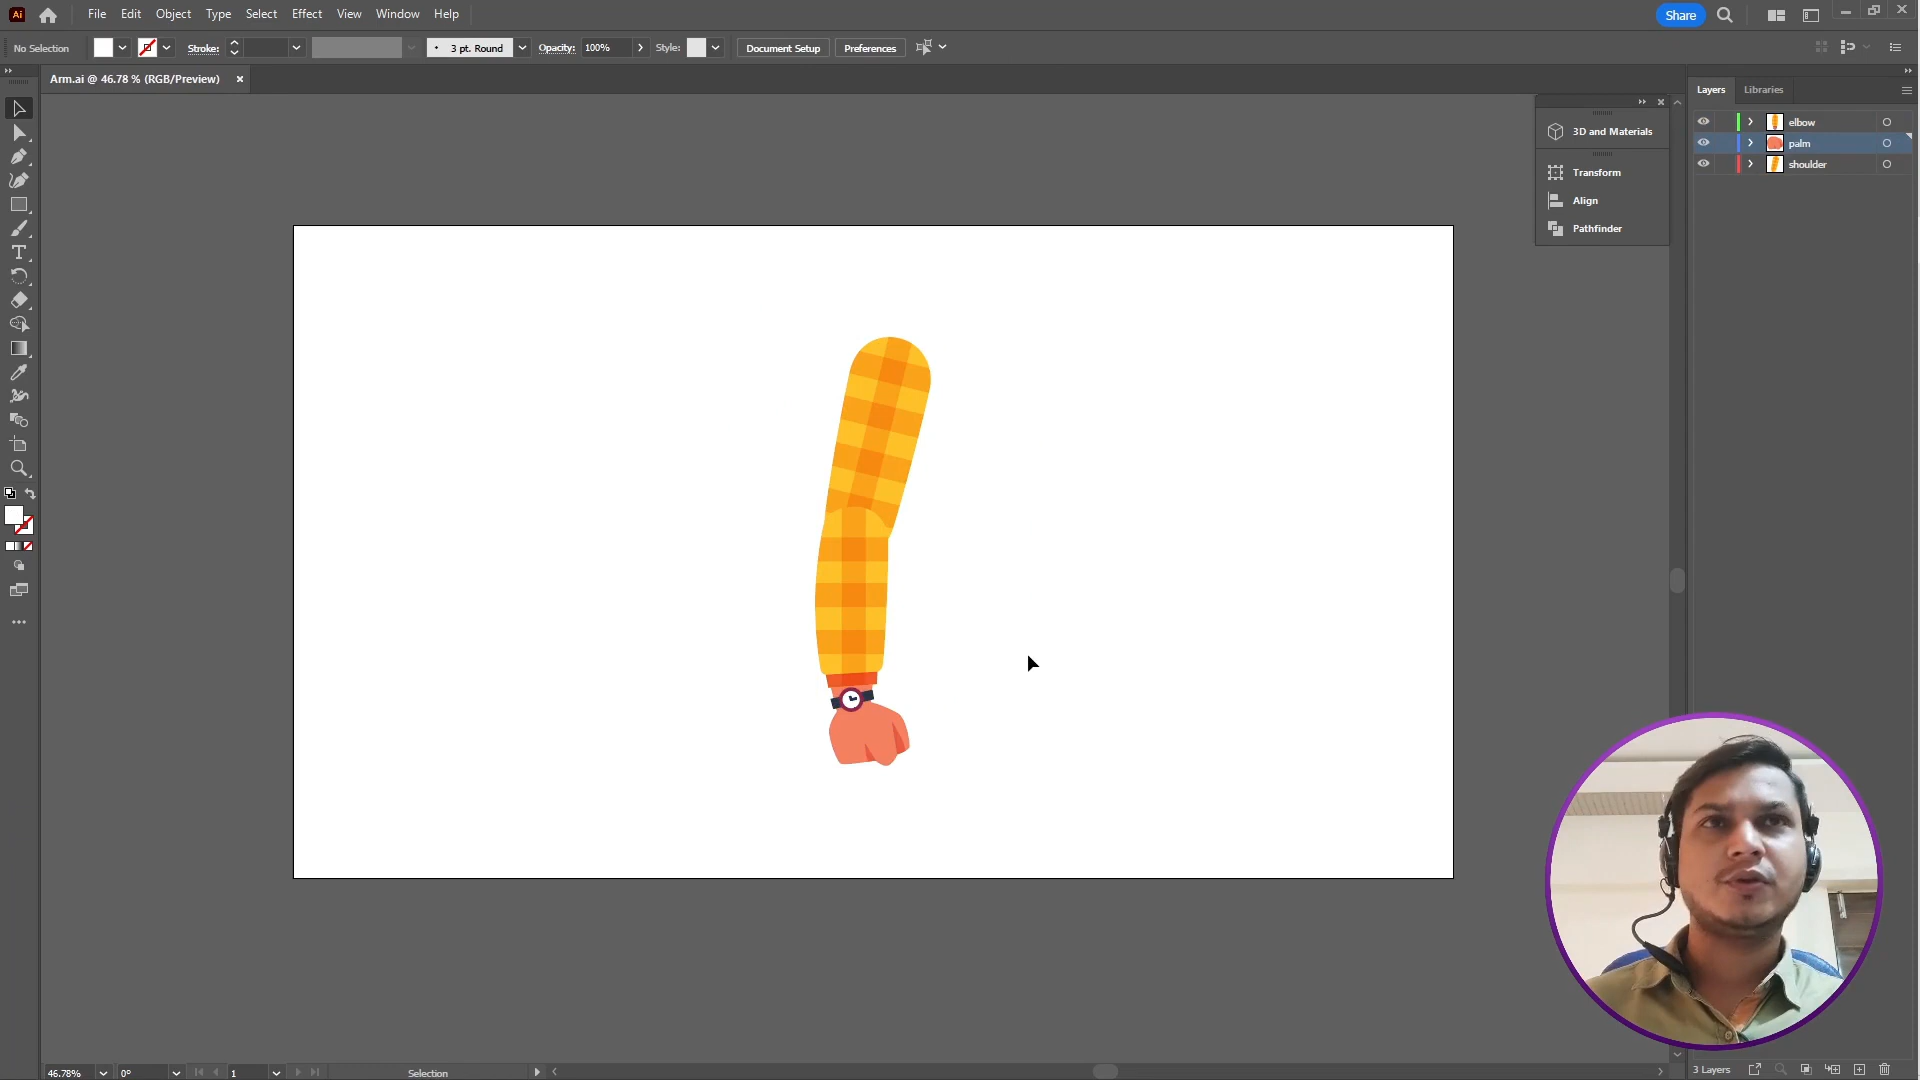 Ai File Edit Object Type Select Effect View Window Help Share
No Selection Stroke: 3 pt. Round Opacity: 100% Style: Document Setup Preferences
Arm.ai @ 46.78 % (RGB/Preview)
Layers Libraries
elbow
palm
shoulder
3D and Materials
Transform
Align
Pathfinder
46.78% 0° 1 Selection
3 Layers